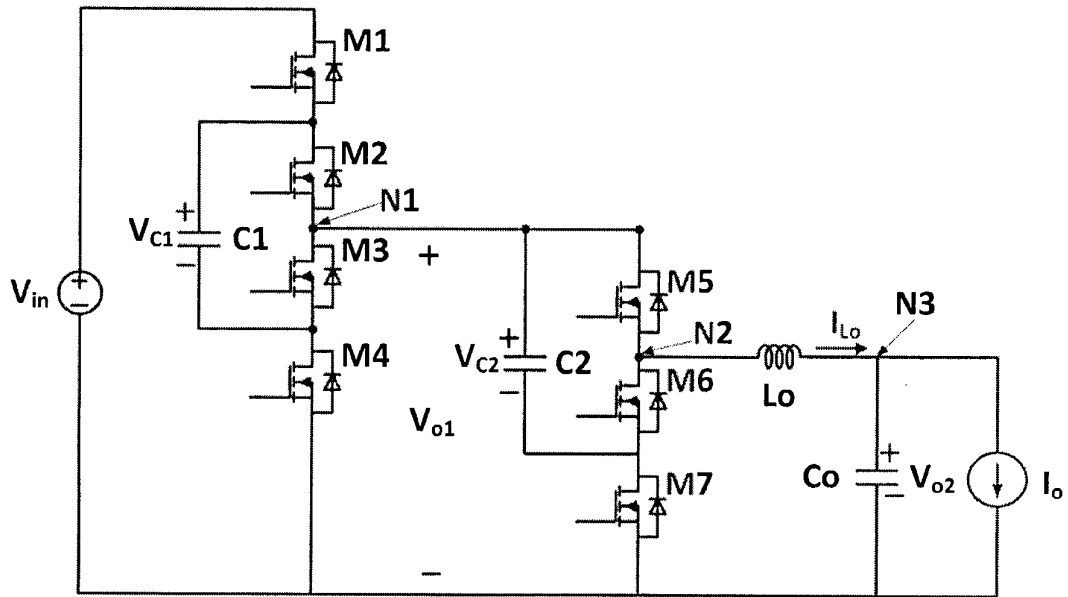 M1
M2
N1
+
V_C1
C1
−
M3
+
V_in
+
−
M4
+
V_C2
C2
−
V_o1
M5
N2
M6
I_Lo
N3
Lo
M7
Co
+
V_o2
−
I_o
−